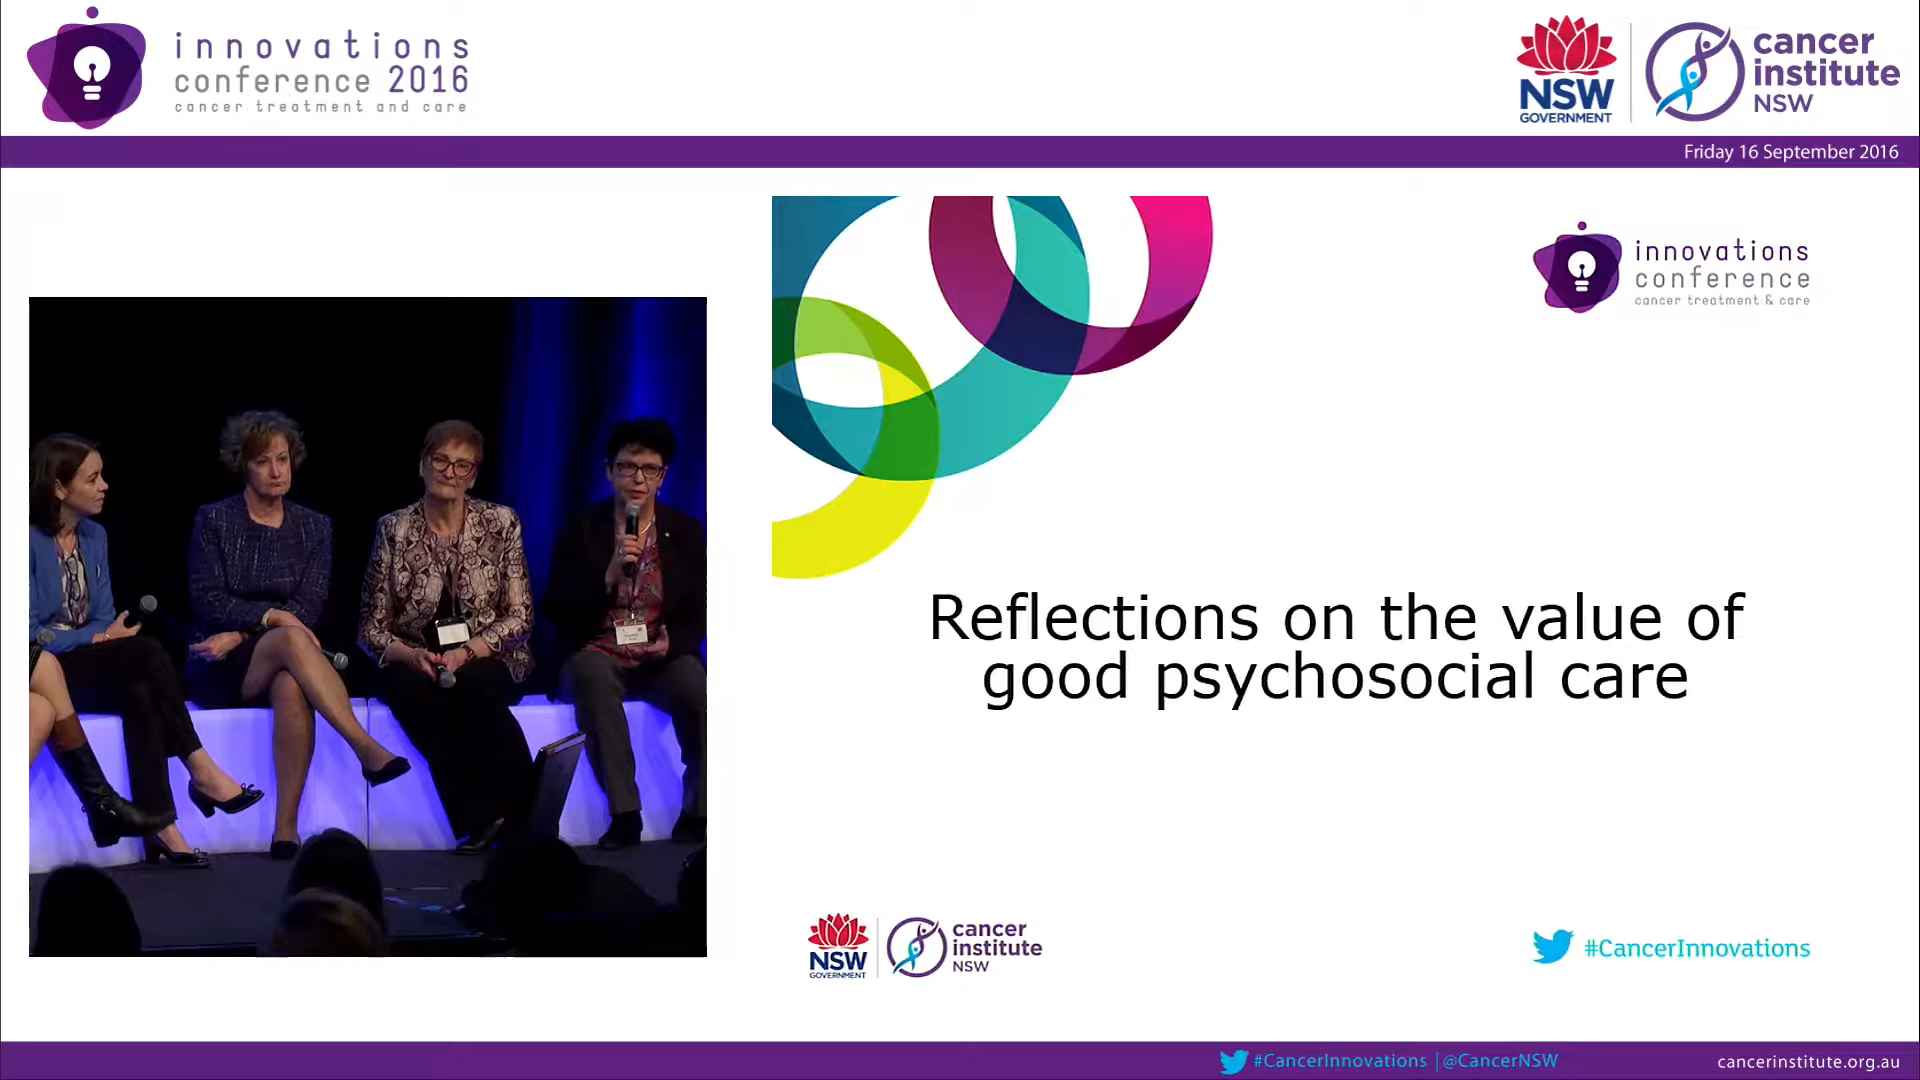 innovations
conference 2016
cancer treatment and care
NSW
GOVERNMENT
cancer
institute
NSW
Friday 16 September 2016
innovations
conference
cancer treatment & care
Reflections on the value of
good psychosocial care
NSW
GOVERNMENT
cancer
institute
NSW
#CancerInnovations
#CancerInnovations | @CancerNSW
cancerinstitute.org.au